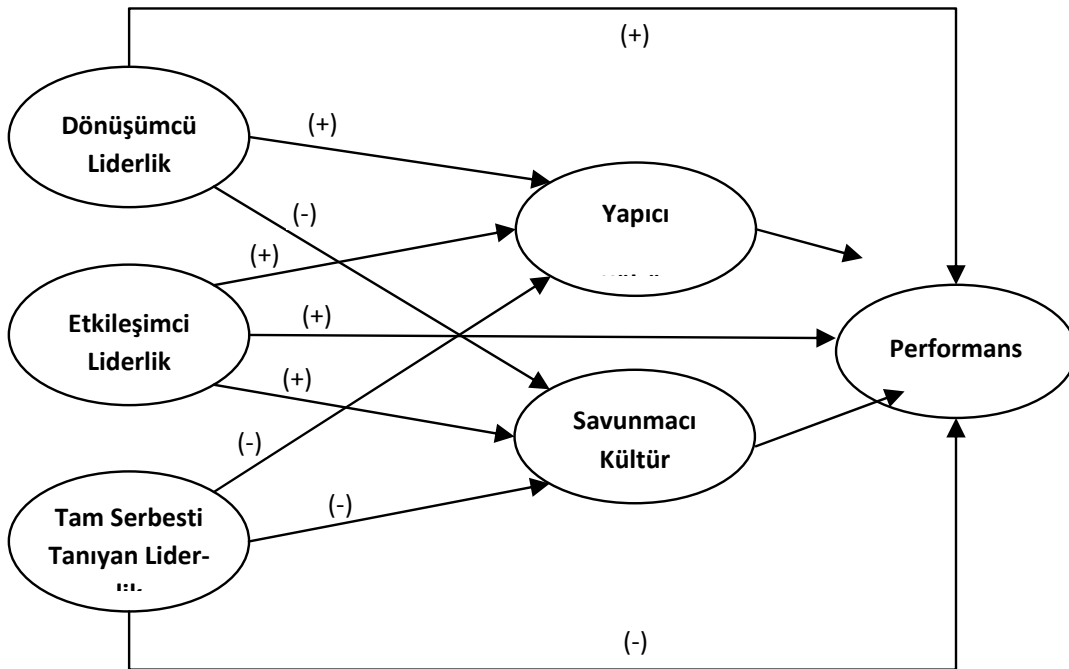 (+)
Dönüşümcü
Liderlik
(+)
(-)
Yapıcı
(+)
Etkileşimci
Liderlik
(+)
Performans
(+)
Savunmacı
Kültür
(-)
Tam Serbesti
Tanıyan Lider-
(-)
(-)